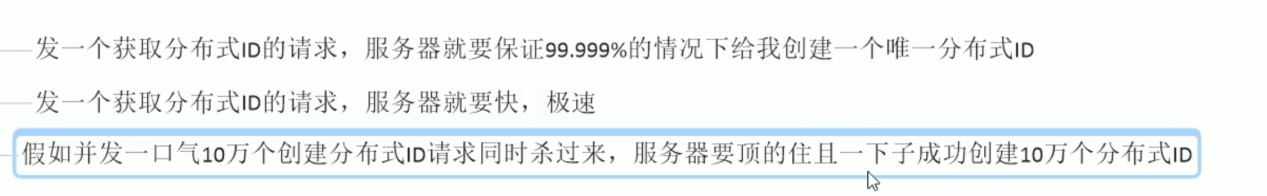 发一个获取分布式ID的请求，服务器就要保证99.999%的情况下给我创建一个唯一分布式ID
发一个获取分布式ID的请求，服务器就要快，极速
假如并发一口气10万个创建分布式ID请求同时杀过来，服务器要顶的住且一下子成功创建10万个分布式ID